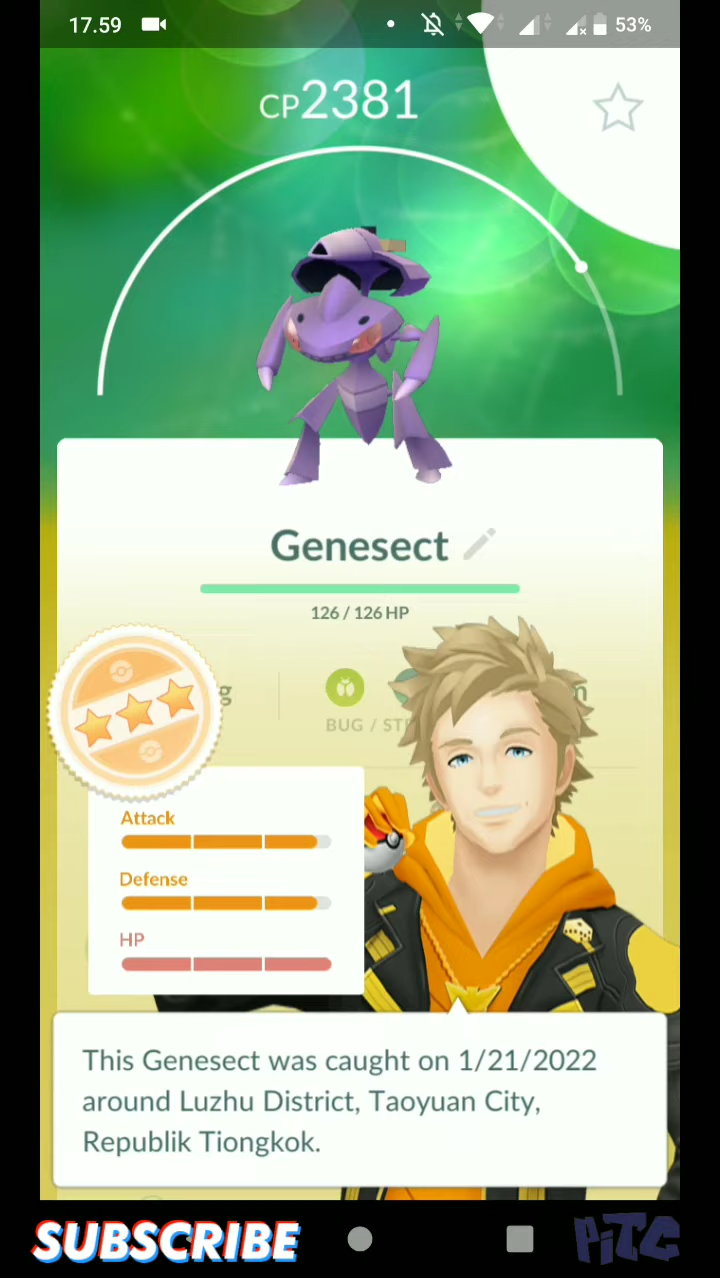 17.59
53%
CP2381
Genesect
126 / 126 HP
BUG
Attack
Defense
HP
This Genesect was caught on 1/21/2022
around Luzhu District, Taoyuan City,
Republik Tiongkok.
SUBSCRIBE
PiTC